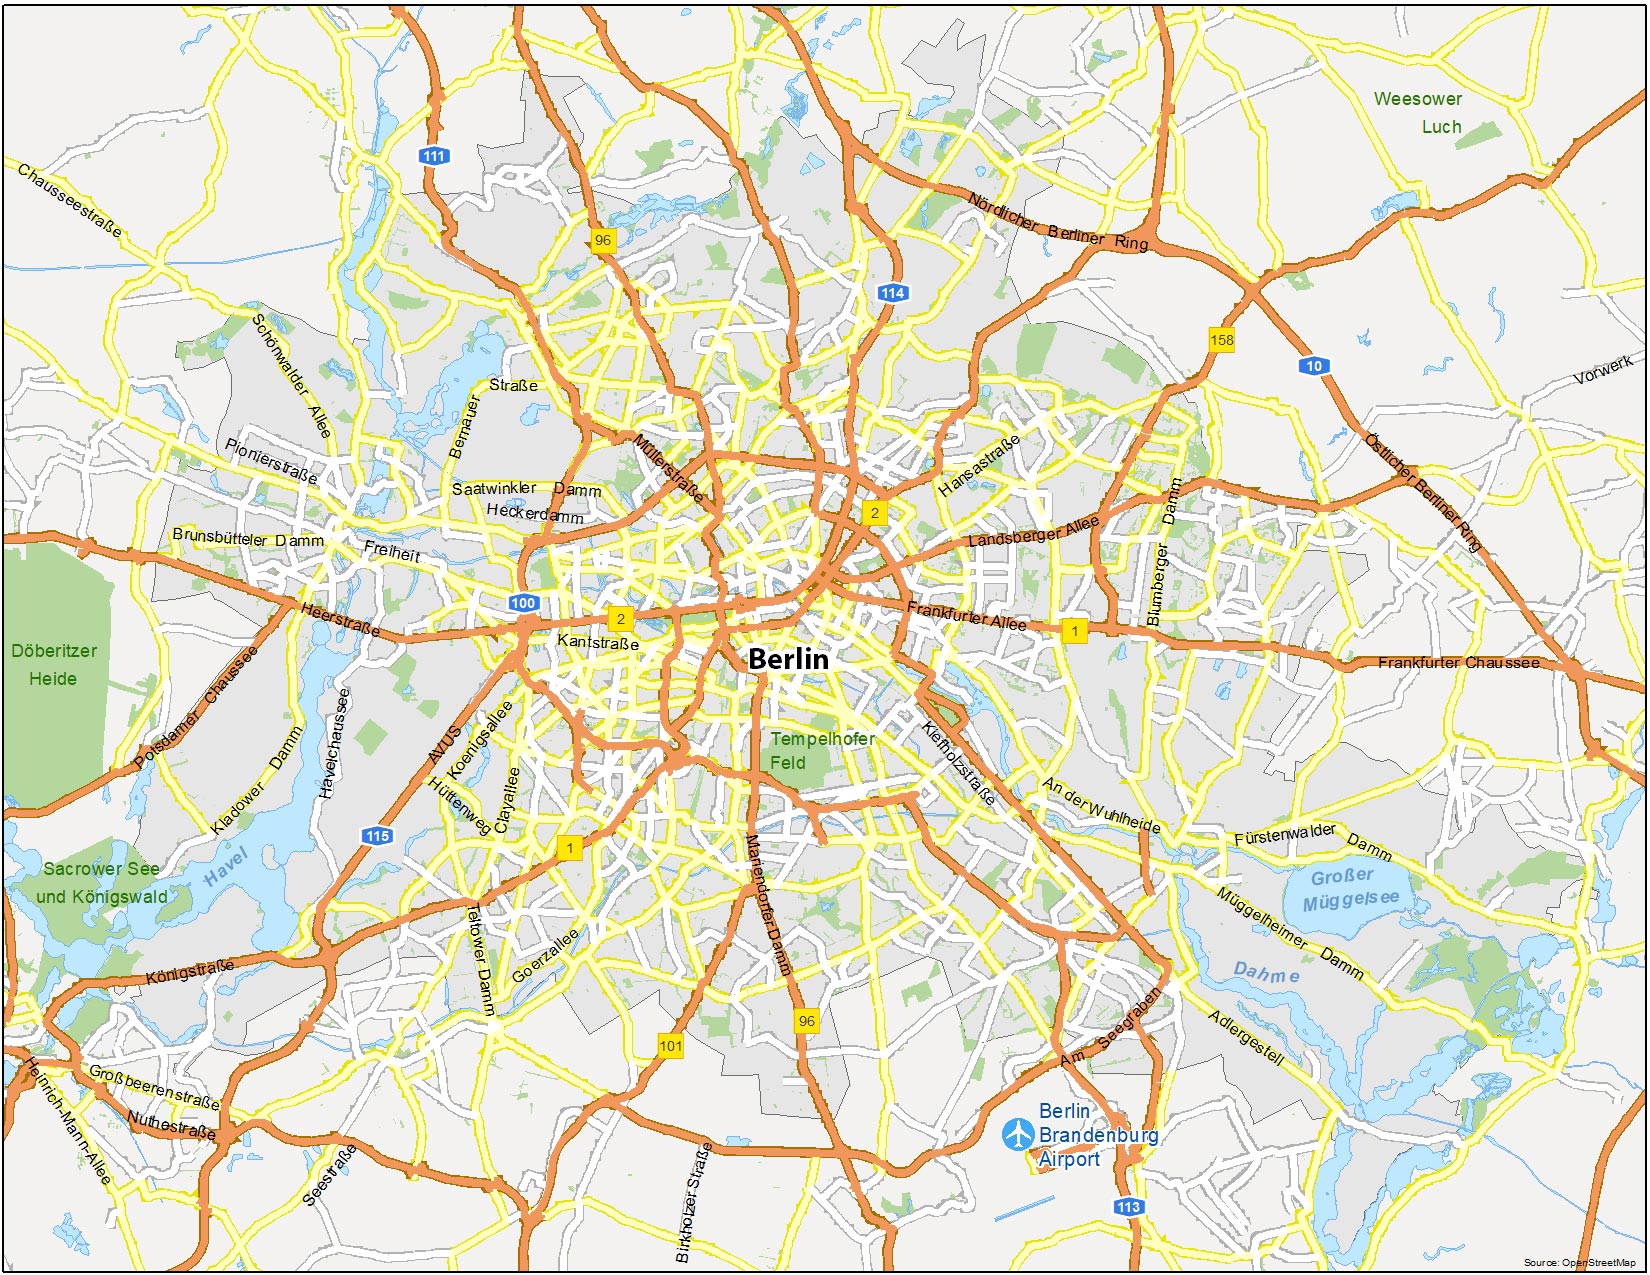 Weesower
Luch
111
Chausseestraße
Nördlicher Berliner Ring
96
114
158
10
Schönwalder Allee
Vorwerk
Bernauer Straße
Pionierstraße
Müllerstraße
Hansastraße
Östlicher Berliner Ring
Saatwinkler Damm
Heckerdamm
2
Landsberger Allee
Blumberger Damm
Brunsbütteler Damm
Freiheit
100
Heerstraße
2
Kantstraße
Frankfurter Allee
1
Berlin
Döberitzer
Heide
Frankfurter Chaussee
Potsdamer Chaussee
Havelchaussee
AVUS
Koenigsallee
Tempelhofer
Feld
Kiefholzstraße
Kladower Damm
Hüttenweg
Clayallee
An der Wuhlheide
115
1
Fürstenwalder Damm
Mariendorfer Damm
Sacrower See
und Königswald
Havel
Großer
Müggelsee
Müggelheimer Damm
Teltower Damm
Goerzallee
Königstraße
Dahme
Am Seegraben
Adlergestell
96
101
Heinrich-Mann-Allee
Großbeerenstraße
Nuthestraße
Seestraße
Birkholzer Straße
Berlin
Brandenburg
Airport
113
Source: OpenStreetMap